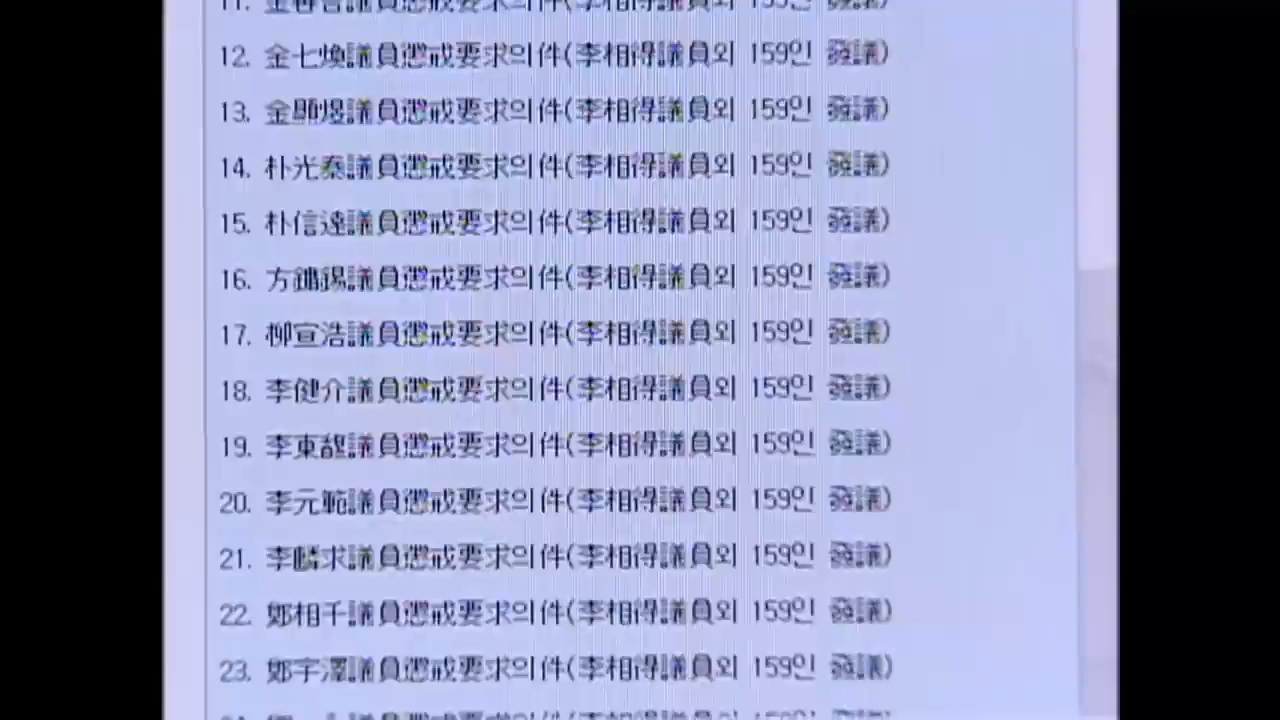 12. 金七煥議員懲戒要求의件(李相得議員외 159인 發議)
13. 議員懲戒要求의件(李相得議員외 159인 發議)
14. 朴光泰議員懲戒要求의件(李相得議員외 159인 發議)
15. 朴信遠議員懲戒要求의件(李相得議員외 159인 發議)
16. 方鏞錫議員懲戒要求의件(李相得議員외 159인 發議)
17. 柳宣浩議員懲戒要求의件(李相得議員외 159인 發議)
18. 李健介議員懲戒要求의件(李相得議員외 159인 發議)
19. 李東馥議員懲戒要求의件(李相得議員외 159인 發議)
20. 李元範議員懲戒要求의件(李相得議員외 159인 發議)
21. 李麟求議員懲戒要求의件(李相得議員외 159인 發議)
22. 鄭相千議員懲戒要求의件(李相得議員외 159인 發議)
23. 鄭宇澤議員懲戒要求의件(李相得議員외 159인 發議)